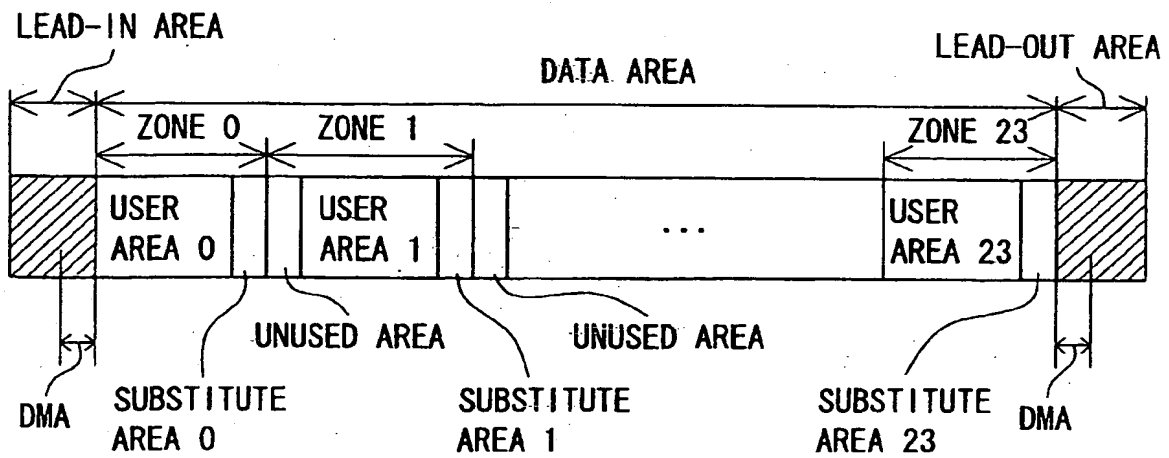 LEAD-IN AREA
LEAD-OUT AREA
DATA AREA
ZONE 0
ZONE 1
ZONE 23
USER
AREA 0
USER
AREA 1
...
USER
AREA 23
UNUSED AREA
UNUSED AREA
DMA
SUBSTITUTE
AREA 0
SUBSTITUTE
AREA 1
SUBSTITUTE
AREA 23
DMA